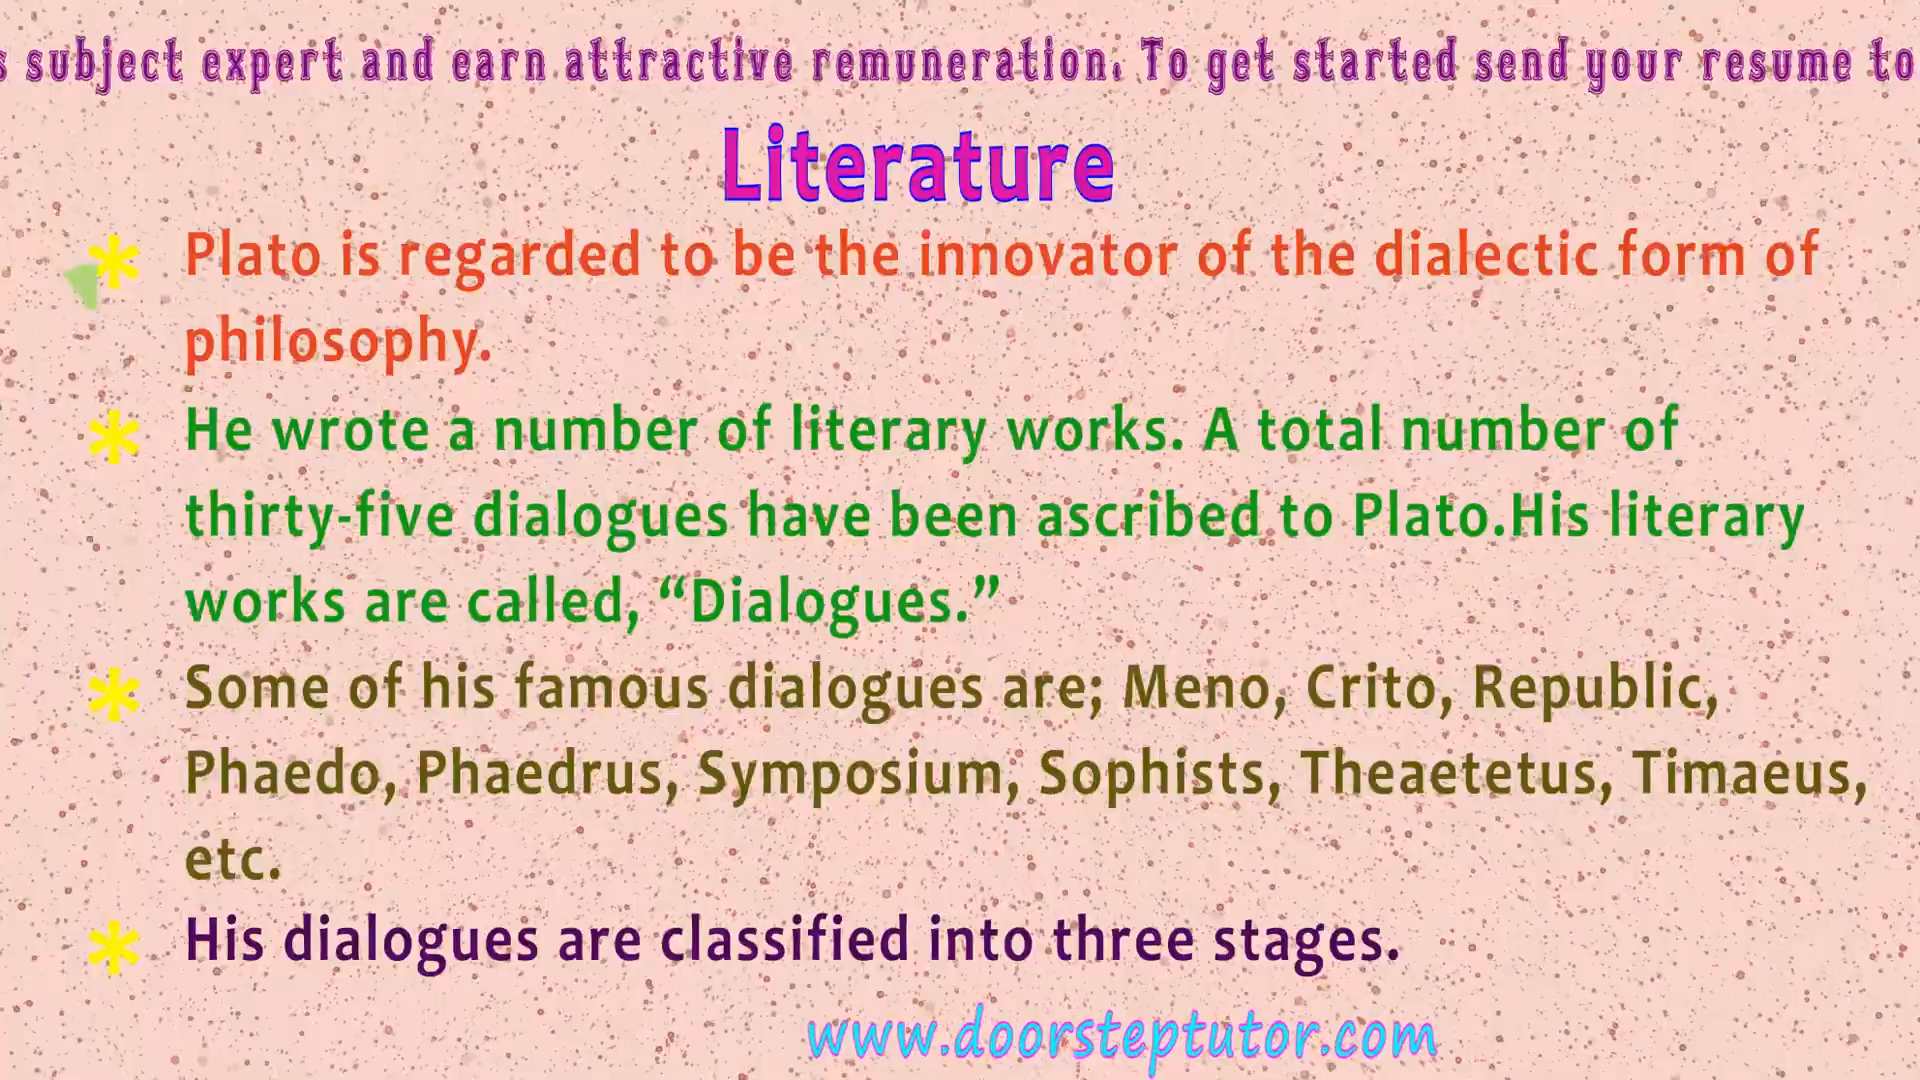 s subject expert and earn attractive remuneration. To get started send your resume to
Literature
* Plato is regarded to be the innovator of the dialectic form of
philosophy.
* He wrote a number of literary works. A total number of
thirty-five dialogues have been ascribed to Plato.His literary
works are called, “Dialogues.”
* Some of his famous dialogues are; Meno, Crito, Republic,
Phaedo, Phaedrus, Symposium, Sophists, Theaetetus, Timaeus,
etc.
* His dialogues are classified into three stages.
www.doorsteptutor.com